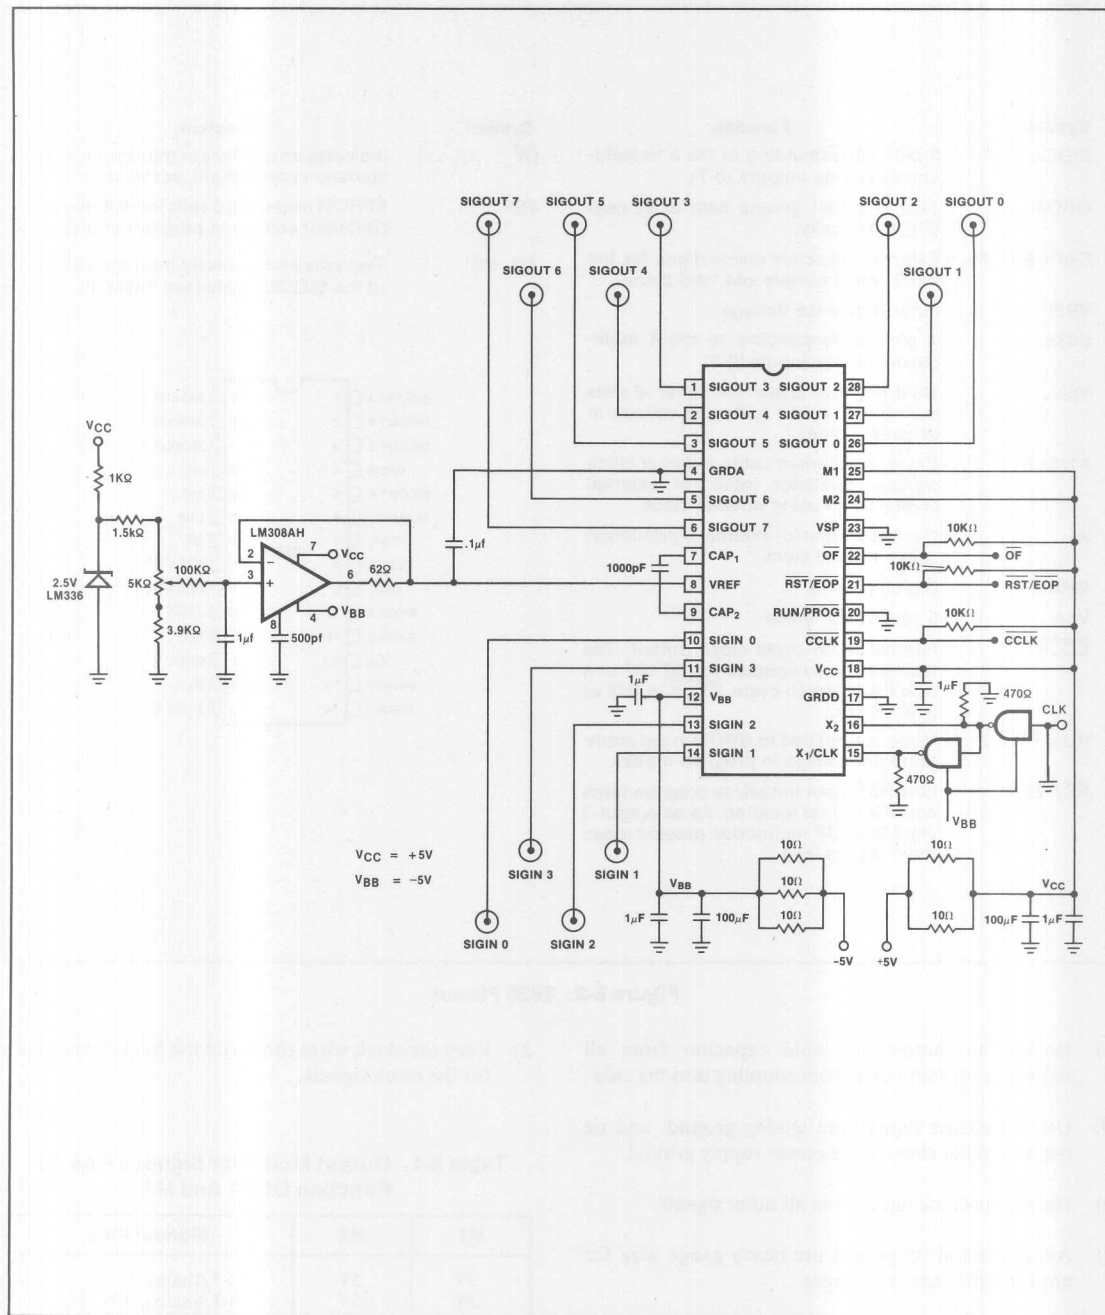 SIGOUT 7 SIGOUT 5 SIGOUT 3 SIGOUT 2 SIGOUT 0
SIGOUT 6 SIGOUT 4 SIGOUT 1
1 SIGOUT 3 SIGOUT 2 28
2 SIGOUT 4 SIGOUT 1 27
3 SIGOUT 5 SIGOUT 0 26
4 GRDA M1 25
5 SIGOUT 6 M2 24
6 SIGOUT 7 VSP 23
7 CAP1 OF 22
8 VREF RST/EOP 21
9 CAP2 RUN/PROG 20
10 SIGIN 0 CCLK 19
11 SIGIN 3 VCC 18
12 VBB GRDD 17
13 SIGIN 2 X2 16
14 SIGIN 1 X1/CLK 15
VCC
1KΩ
1.5kΩ
2.5V
LM336
5KΩ
3.9KΩ
100KΩ
1μf
LM308AH
2
3
−
+
7
VCC
6
4
VBB
8
500pf
62Ω
.1μf
1000pF
1μF
10KΩ
OF
10KΩ
RST/EOP
10KΩ
CCLK
1μF
470Ω
CLK
470Ω
VBB
VCC = +5V
VBB = −5V
SIGIN 3 SIGIN 1
SIGIN 0 SIGIN 2
VBB
1μF
100μF
10Ω
10Ω
10Ω
−5V
+5V
10Ω
10Ω
VCC
100μF
1μF